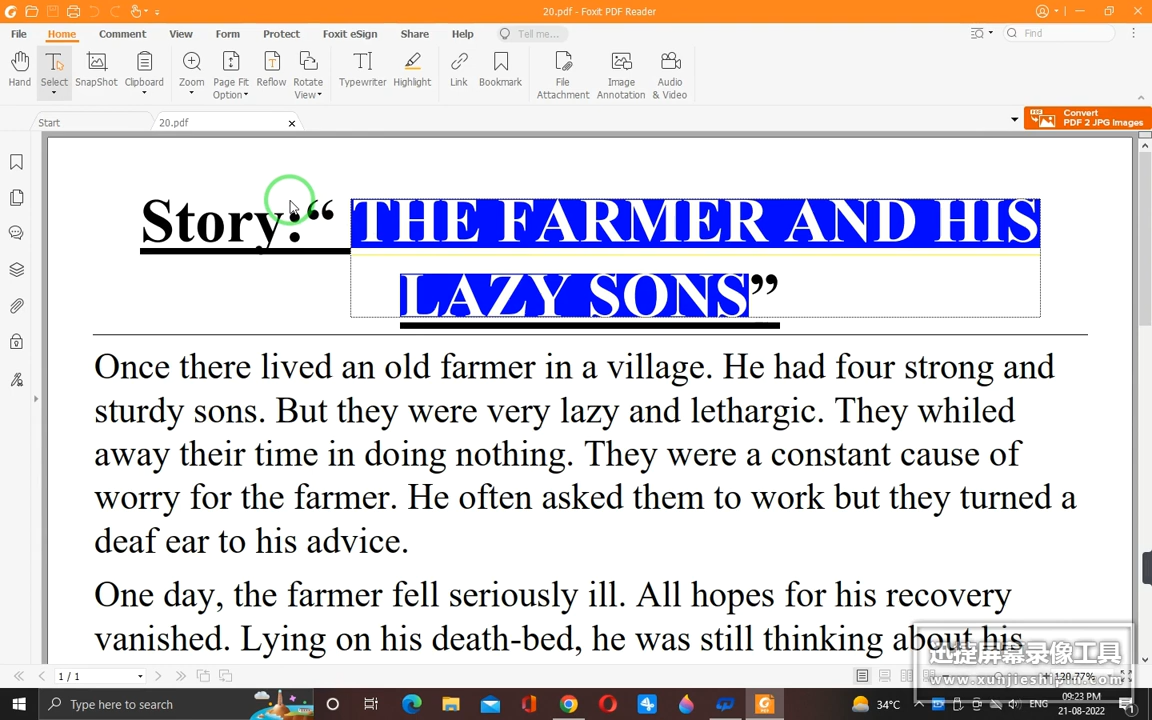 20.pdf - Foxit PDF Reader
File Home Comment View Form Protect Foxit eSign Share Help Tell me... Find
Hand Select SnapShot Clipboard Zoom Page Fit Option Reflow Rotate View Typewriter Highlight Link Bookmark File Attachment Image Annotation Audio & Video
Start 20.pdf
Convert
PDF 2 JPG Images
Story:“ THE FARMER AND HIS
LAZY SONS”
Once there lived an old farmer in a village. He had four strong and
sturdy sons. But they were very lazy and lethargic. They whiled
away their time in doing nothing. They were a constant cause of
worry for the farmer. He often asked them to work but they turned a
deaf ear to his advice.
One day, the farmer fell seriously ill. All hopes for his recovery
vanished. Lying on his death-bed, he was still thinking about his
迅捷屏幕录像工具
www.xunjieshipin.com
1 / 1 120.77%
Type here to search 34°C ENG 09:23 PM
21-08-2022